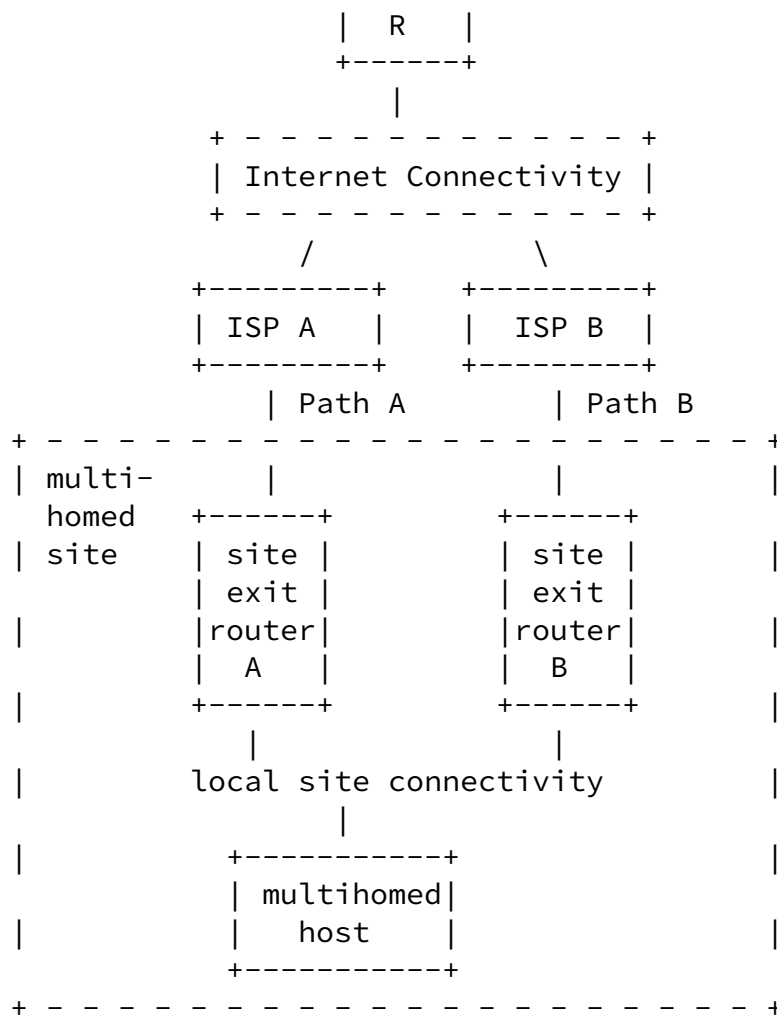 R
Internet Connectivity
ISP A ISP B
Path A Path B
multi-
homed
site site site
exit exit
router router
A B
local site connectivity
multihomed
host